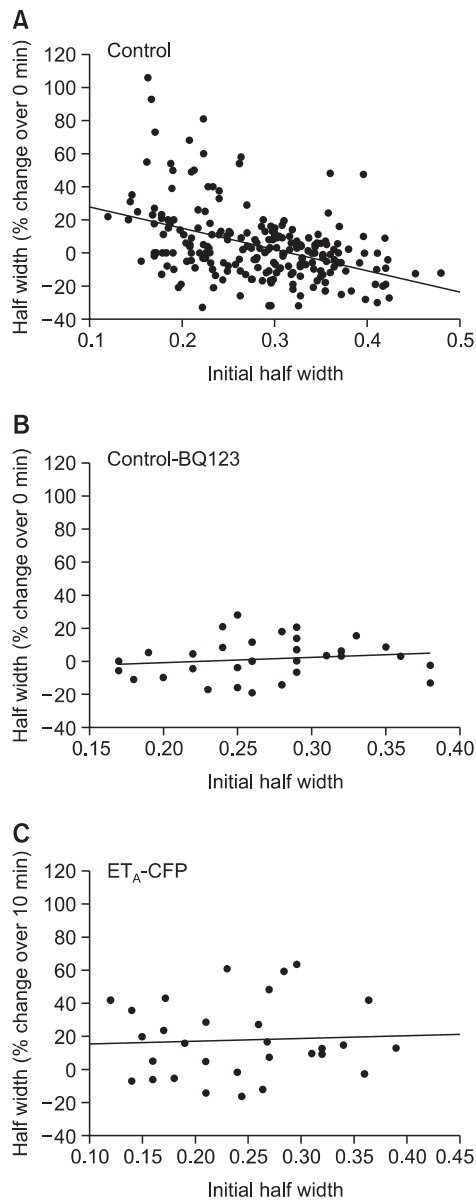 A
Control
Half width (% change over 0 min)
120
100
80
60
40
20
0
−20
−40
0.1 0.2 0.3 0.4 0.5
Initial half width
B
Control-BQ123
Half width (% change over 0 min)
120
100
80
60
40
20
0
−20
−40
0.15 0.20 0.25 0.30 0.35 0.40
Initial half width
C
ETA-CFP
Half width (% change over 10 min)
120
100
80
60
40
20
0
−20
−40
0.10 0.15 0.20 0.25 0.30 0.35 0.40 0.45
Initial half width